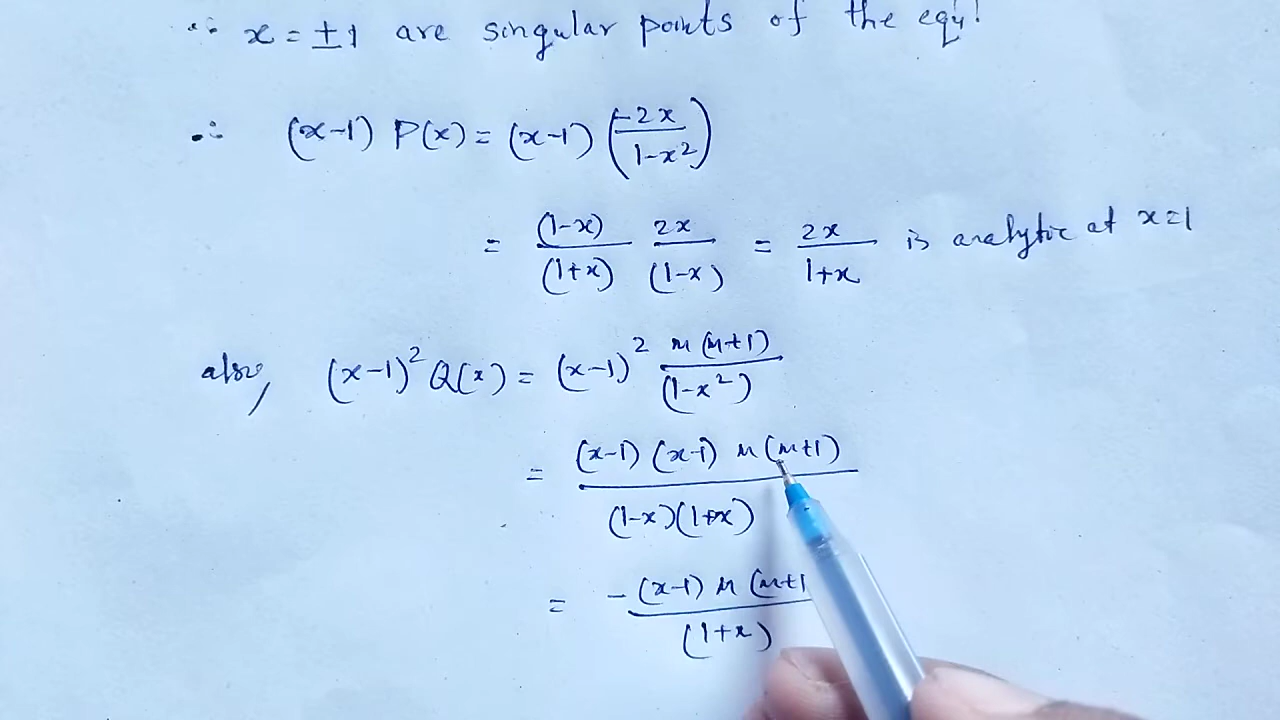 ∴ x = ±1 are singular points of the eqn!
∴ (x-1) P(x) = (x-1) (-2x / 1-x²)
= (1-x) / (1+x) 2x / (1-x) = 2x / 1+x is analytic at x=1
also, (x-1)² Q(x) = (x-1)² n(n+1) / (1-x²)
= (x-1) (x-1) n(n+1) / (1-x)(1+x)
= -(x-1) n(n+1 / (1+x)